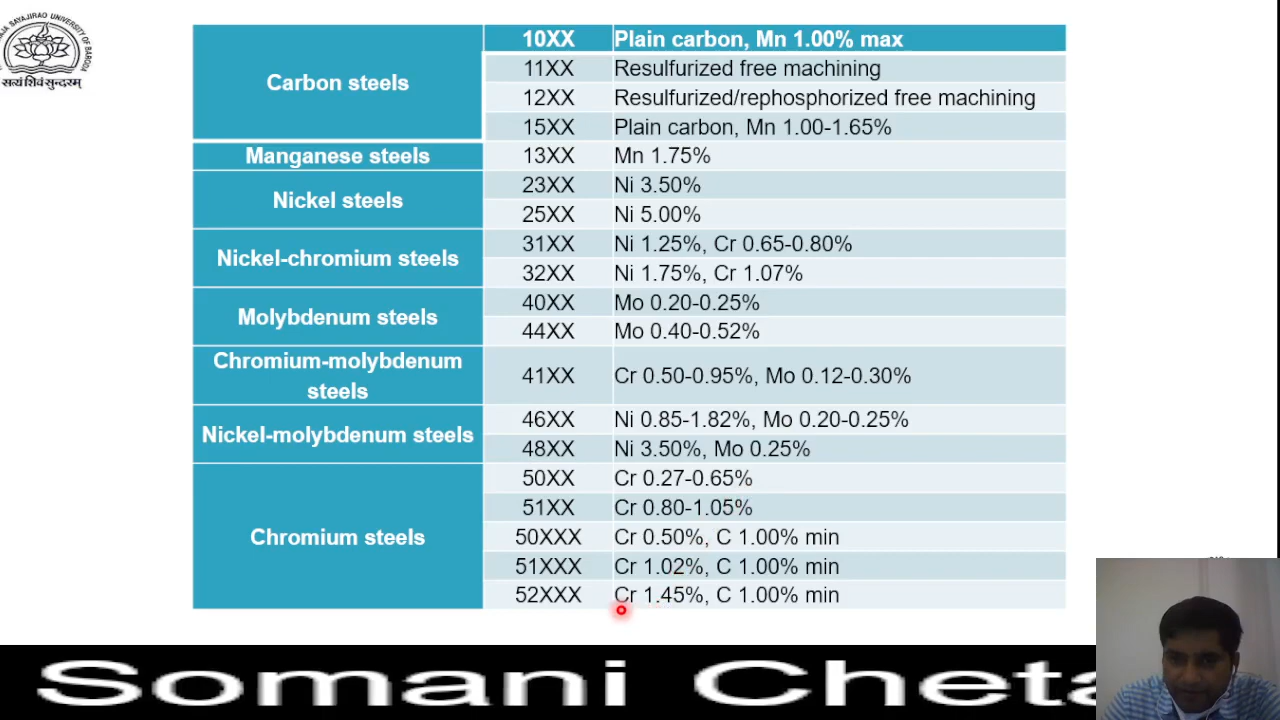 JA SAYAJIRAO UNIVERSITY OF BARODA
सत्यं शिवं सुन्दरम्
Carbon steels
10XX Plain carbon, Mn 1.00% max
11XX Resulfurized free machining
12XX Resulfurized/rephosphorized free machining
15XX Plain carbon, Mn 1.00-1.65%
Manganese steels 13XX Mn 1.75%
Nickel steels
23XX Ni 3.50%
25XX Ni 5.00%
Nickel-chromium steels
31XX Ni 1.25%, Cr 0.65-0.80%
32XX Ni 1.75%, Cr 1.07%
Molybdenum steels
40XX Mo 0.20-0.25%
44XX Mo 0.40-0.52%
Chromium-molybdenum
steels
41XX Cr 0.50-0.95%, Mo 0.12-0.30%
Nickel-molybdenum steels
46XX Ni 0.85-1.82%, Mo 0.20-0.25%
48XX Ni 3.50%, Mo 0.25%
Chromium steels
50XX Cr 0.27-0.65%
51XX Cr 0.80-1.05%
50XXX Cr 0.50%, C 1.00% min
51XXX Cr 1.02%, C 1.00% min
52XXX Cr 1.45%, C 1.00% min
Somani Cheta